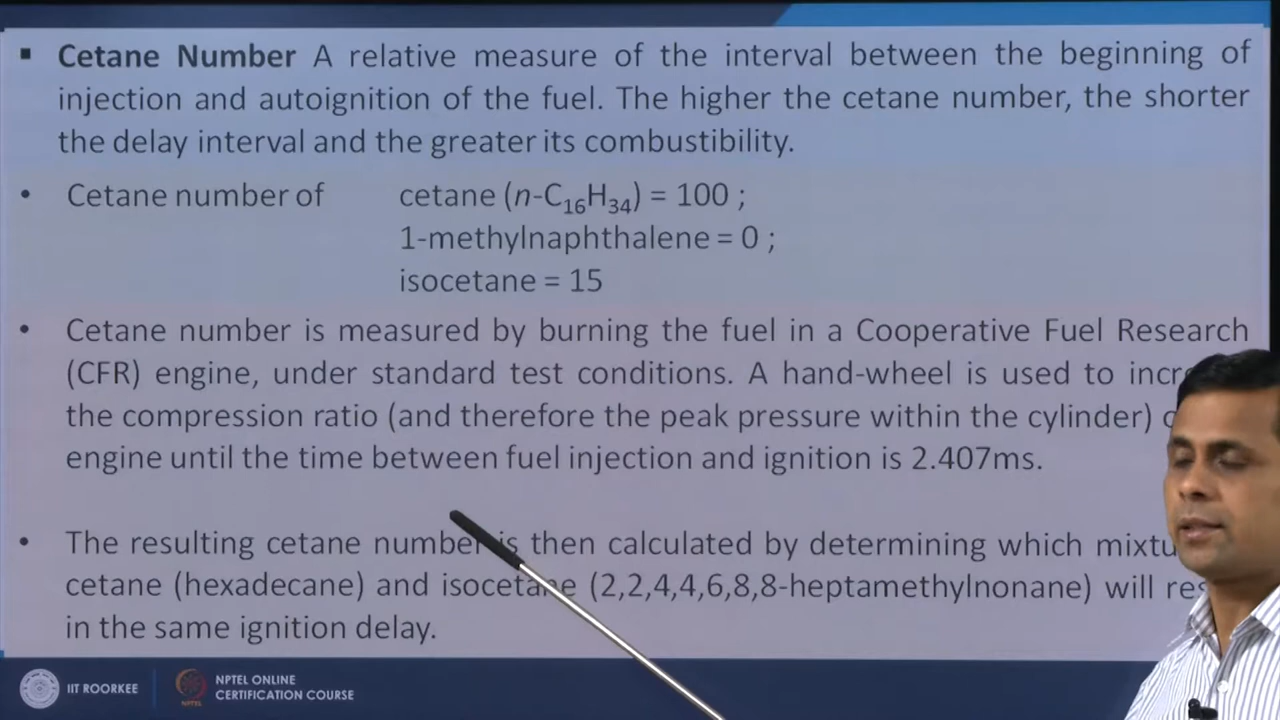 ▪ Cetane Number A relative measure of the interval between the beginning of
injection and autoignition of the fuel. The higher the cetane number, the shorter
the delay interval and the greater its combustibility.
• Cetane number of cetane (n-C₁₆H₃₄) = 100 ;
1-methylnaphthalene = 0 ;
isocetane = 15
• Cetane number is measured by burning the fuel in a Cooperative Fuel Research
(CFR) engine, under standard test conditions. A hand-wheel is used to incr
the compression ratio (and therefore the peak pressure within the cylinder)
engine until the time between fuel injection and ignition is 2.407ms.
• The resulting cetane number is then calculated by determining which mixtu
cetane (hexadecane) and isocetane (2,2,4,4,6,8,8-heptamethylnonane) will res
in the same ignition delay.
IIT ROORKEE
NPTEL ONLINE
CERTIFICATION COURSE
NPTEL